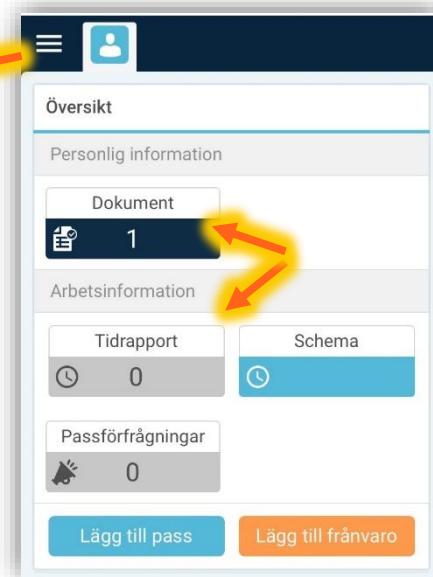 Översikt
Personlig information
Dokument
1
Arbetsinformation
Tidrapport Schema
0
Passförfrågningar
0
Lägg till pass Lägg till frånvaro